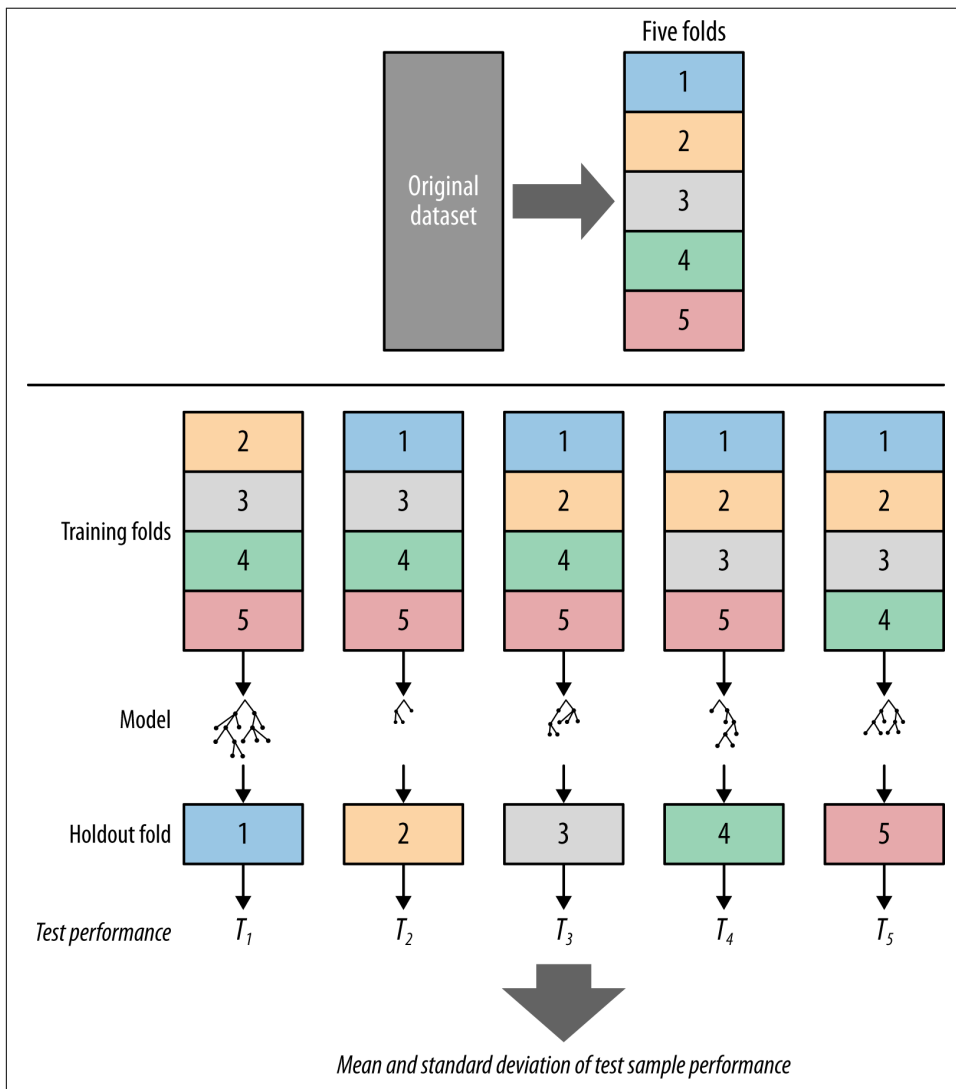 Five folds
1
2
3
4
5
Original
dataset
Training folds
2 1 1 1 1
3 3 2 2 2
4 4 4 3 3
5 5 5 5 4
Model
Holdout fold 1 2 3 4 5
Test performance T1 T2 T3 T4 T5
Mean and standard deviation of test sample performance